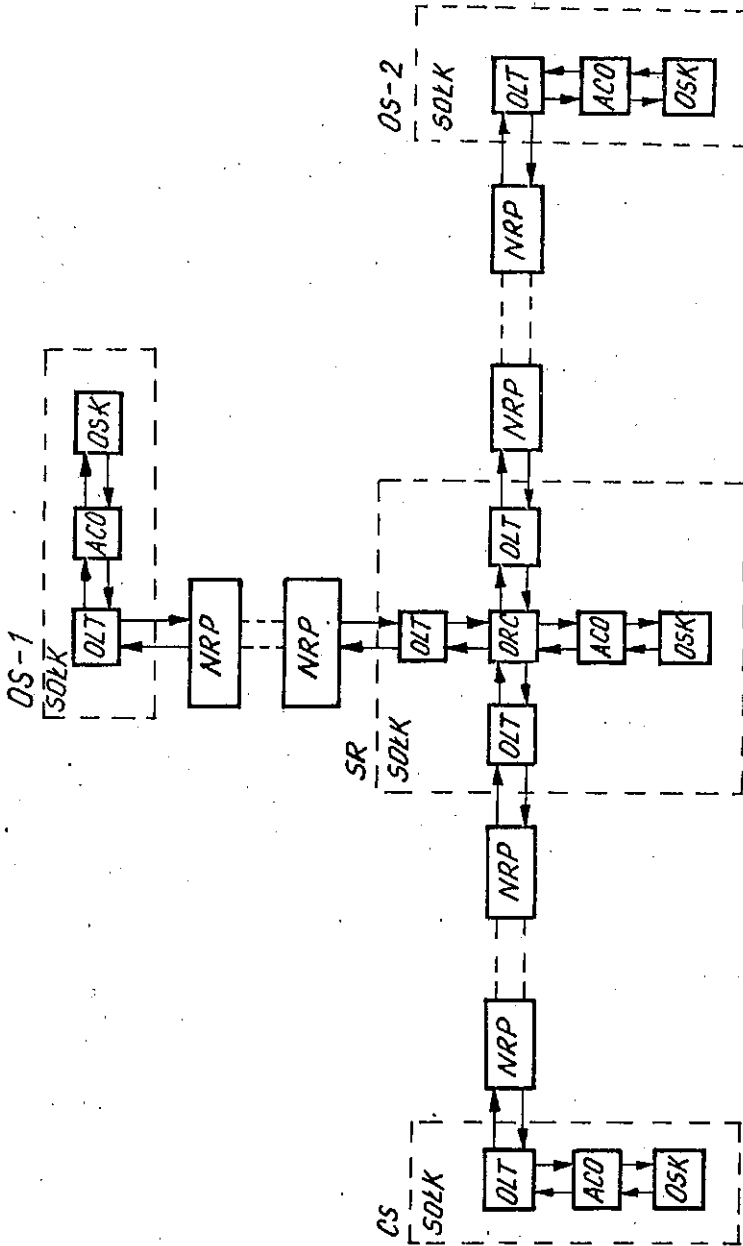 OS-1
SOŁK
OLT
ACO
OSK
NRP
NRP
CS
SOŁK
OLT
ACO
OSK
NRP
NRP
SR
SOŁK
OLT
OLT
ORC
OLT
ACO
OSK
NRP
NRP
OS-2
SOŁK
OLT
ACO
OSK